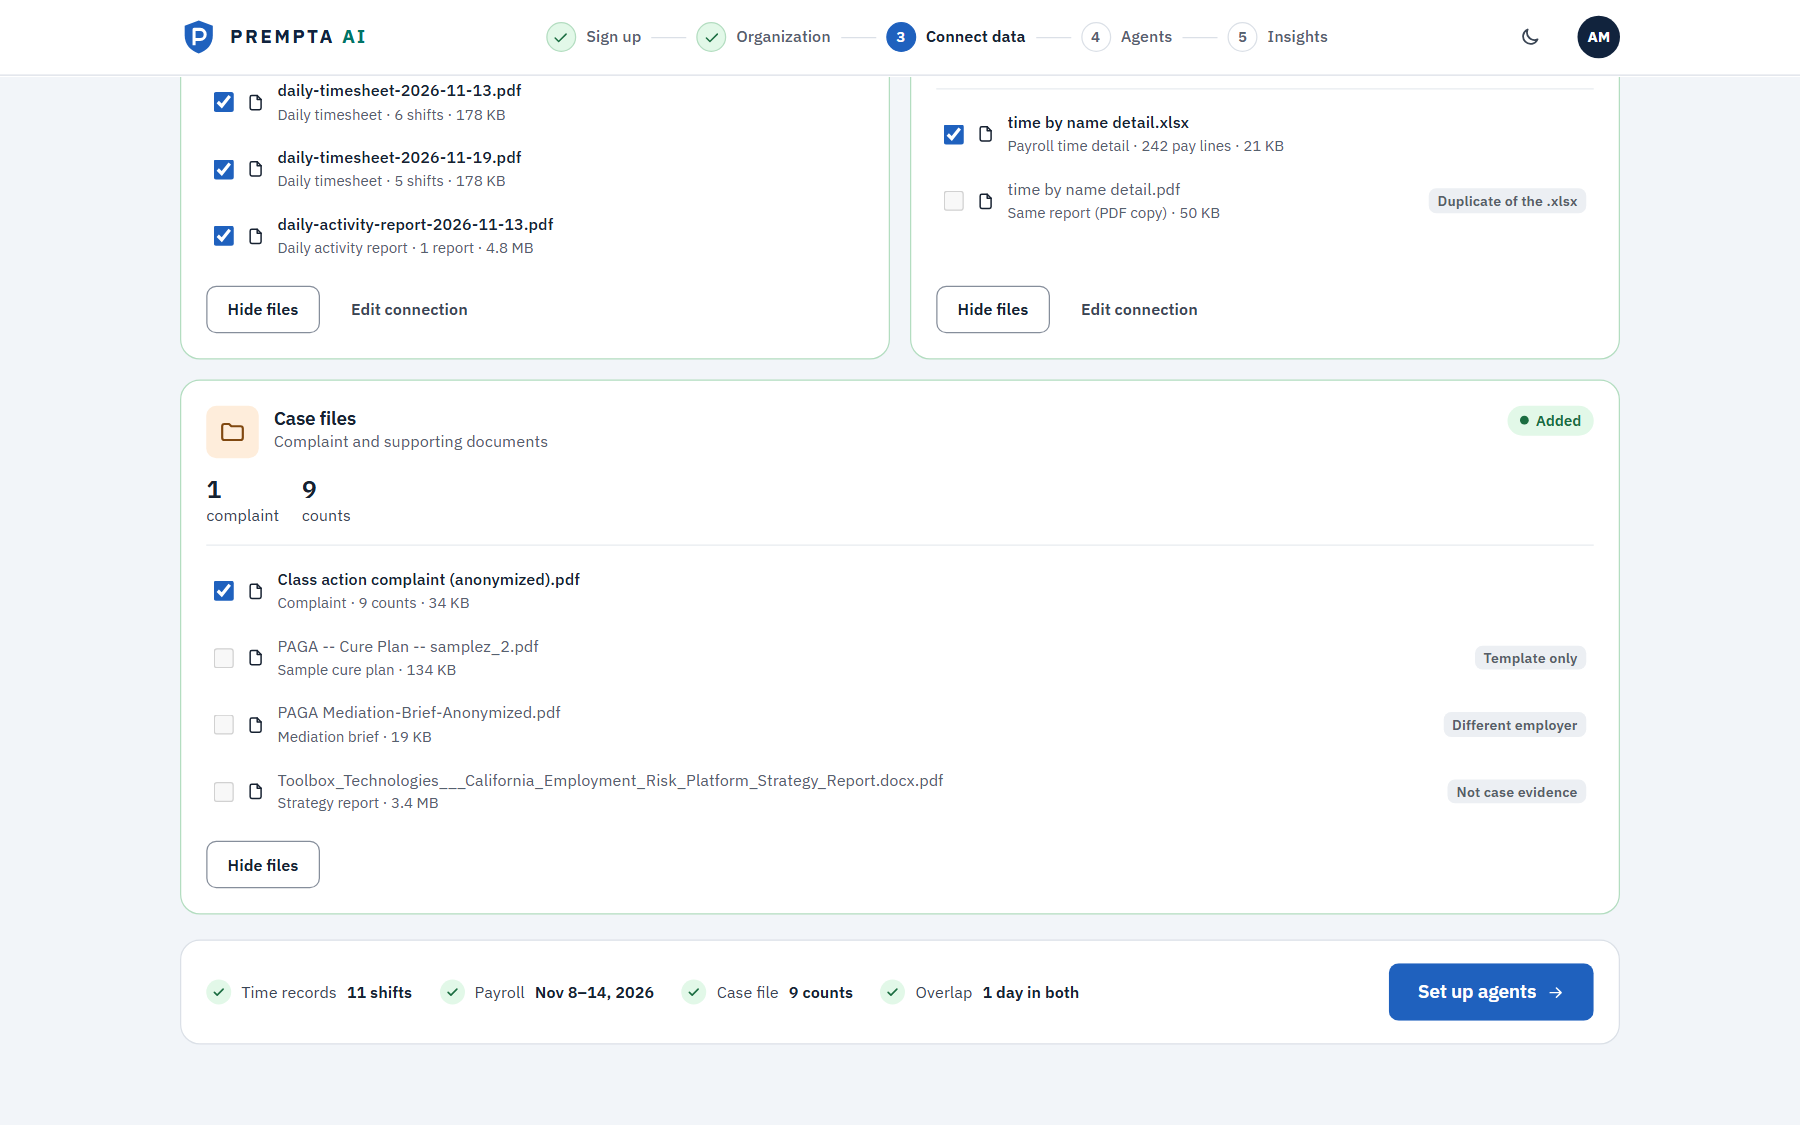 PREMPTA AI
Sign up
Organization
3 Connect data
4 Agents
5 Insights
AM
daily-timesheet-2026-11-13.pdf
Daily timesheet · 6 shifts · 178 KB
daily-timesheet-2026-11-19.pdf
Daily timesheet · 5 shifts · 178 KB
daily-activity-report-2026-11-13.pdf
Daily activity report · 1 report · 4.8 MB
Hide files Edit connection
time by name detail.xlsx
Payroll time detail · 242 pay lines · 21 KB
time by name detail.pdf
Same report (PDF copy) · 50 KB
Duplicate of the .xlsx
Hide files Edit connection
Case files
Complaint and supporting documents
Added
1 9
complaint counts
Class action complaint (anonymized).pdf
Complaint · 9 counts · 34 KB
PAGA -- Cure Plan -- samplez_2.pdf
Sample cure plan · 134 KB
Template only
PAGA Mediation-Brief-Anonymized.pdf
Mediation brief · 19 KB
Different employer
Toolbox_Technologies___California_Employment_Risk_Platform_Strategy_Report.docx.pdf
Strategy report · 3.4 MB
Not case evidence
Hide files
Time records 11 shifts Payroll Nov 8–14, 2026 Case file 9 counts Overlap 1 day in both
Set up agents →